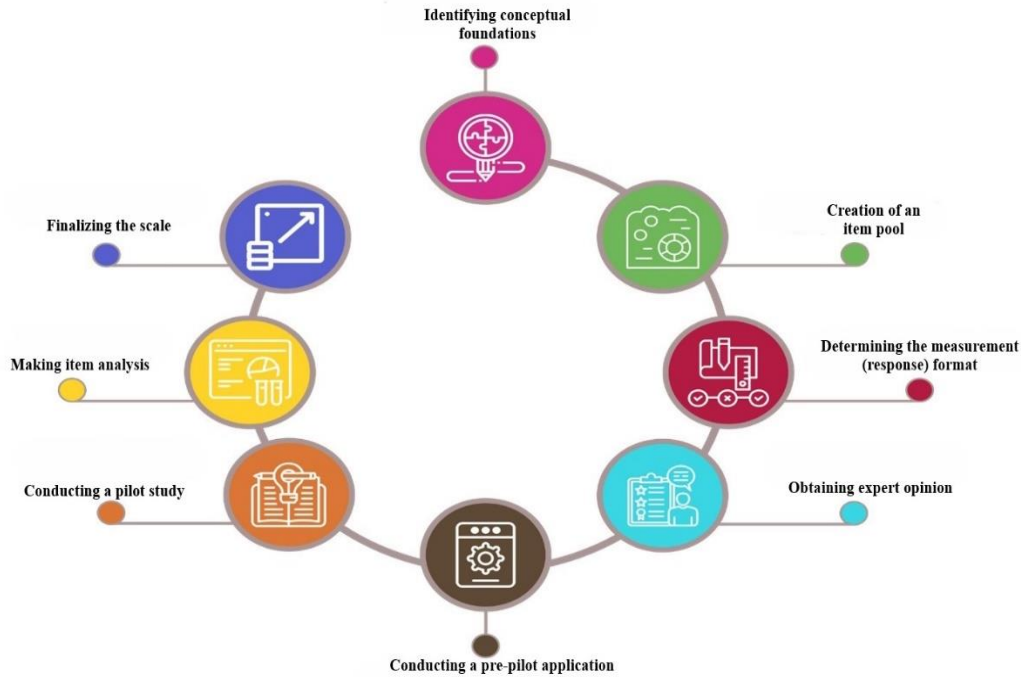 Identifying conceptual
foundations
Creation of an
item pool
Determining the measurement
(response) format
Obtaining expert opinion
Conducting a pre-pilot application
Conducting a pilot study
Making item analysis
Finalizing the scale